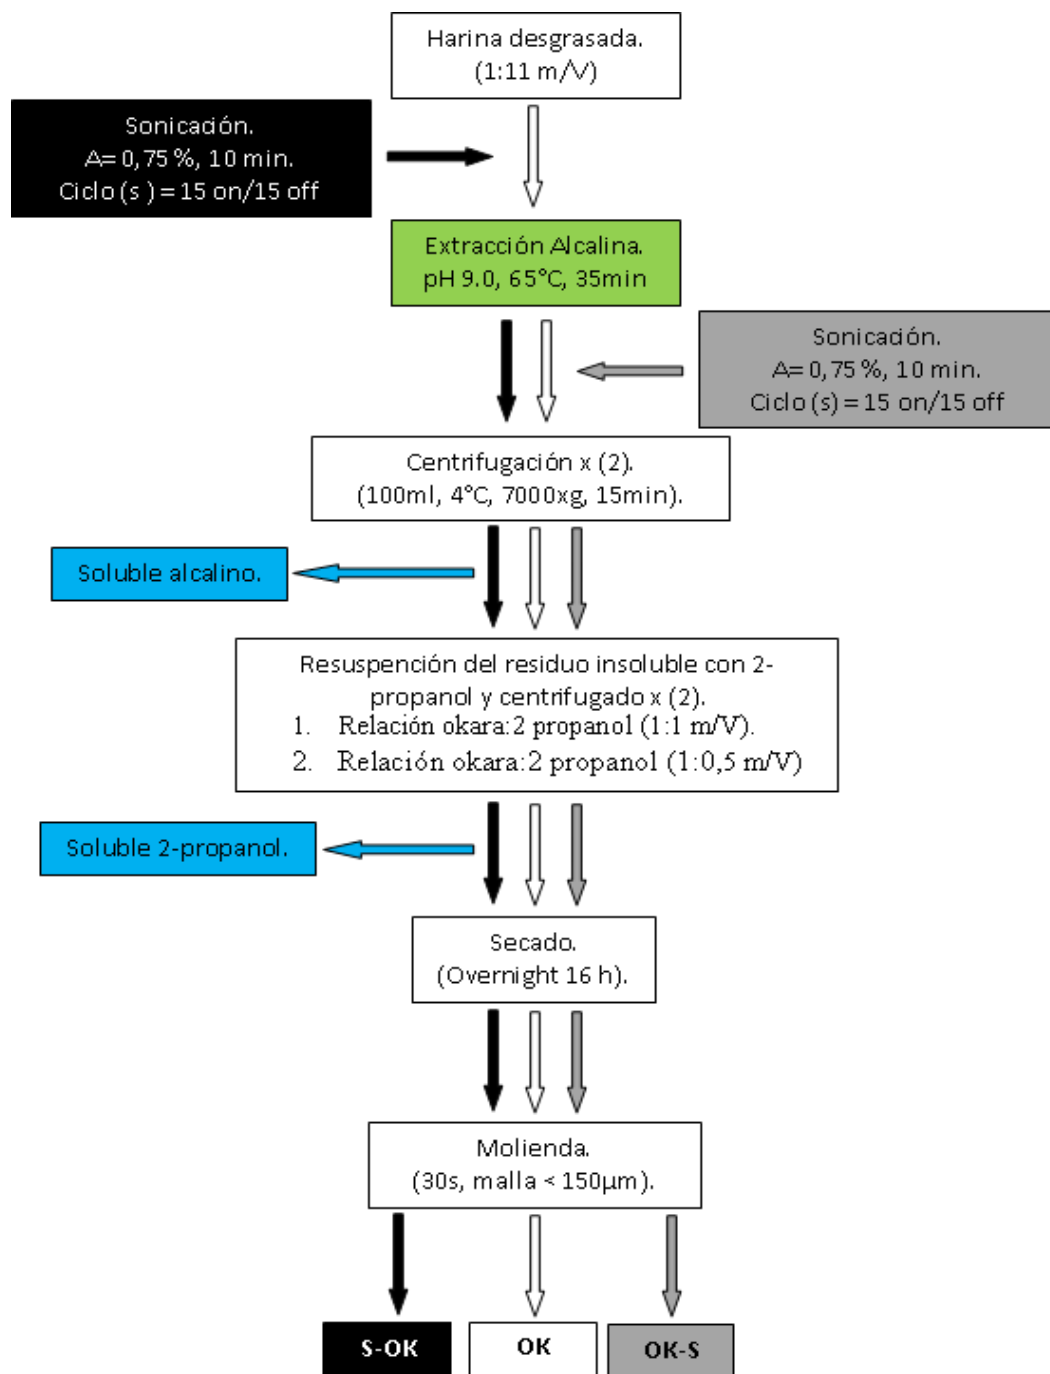 Harina desgrasada.
(1:11 m/V)
Sonicación.
A= 0,75 %, 10 min.
Ciclo (s ) = 15 on/15 off
Extracción Alcalina.
pH 9.0, 65°C, 35min
Sonicación.
A= 0,75 %, 10 min.
Ciclo (s) = 15 on/15 off
Centrifugación x (2).
(100ml, 4°C, 7000xg, 15min).
Soluble alcalino.
Resuspención del residuo insoluble con 2-
propanol y centrifugado x (2).
1. Relación okara:2 propanol (1:1 m/V).
2. Relación okara:2 propanol (1:0,5 m/V)
Soluble 2-propanol.
Secado.
(Overnight 16 h).
Molienda.
(30s, malla < 150µm).
S-OK
OK
OK-S